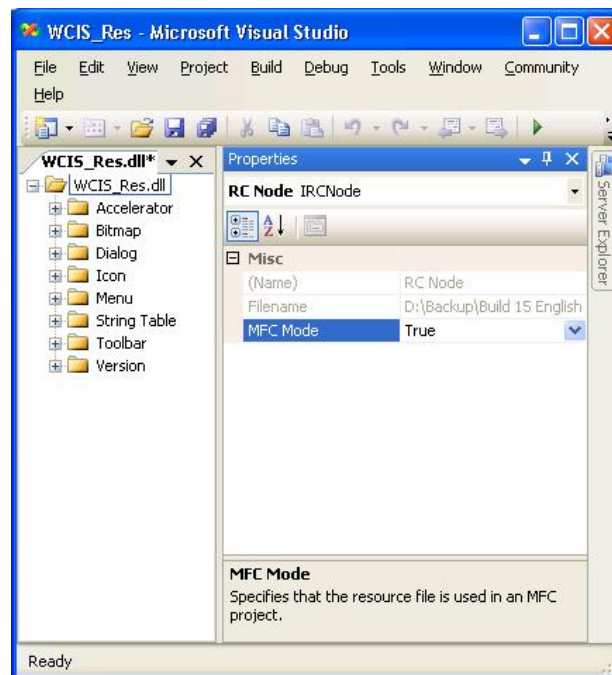 WCIS_Res - Microsoft Visual Studio
File Edit View Project Build Debug Tools Window Community
Help
WCIS_Res.dll*
WCIS_Res.dll
Accelerator
Bitmap
Dialog
Icon
Menu
String Table
Toolbar
Version
Properties
RC Node IRCNode
Misc
(Name) RC Node
Filename D:\Backup\Build 15 English
MFC Mode True
MFC Mode
Specifies that the resource file is used in an MFC
project.
Server Explorer
Ready